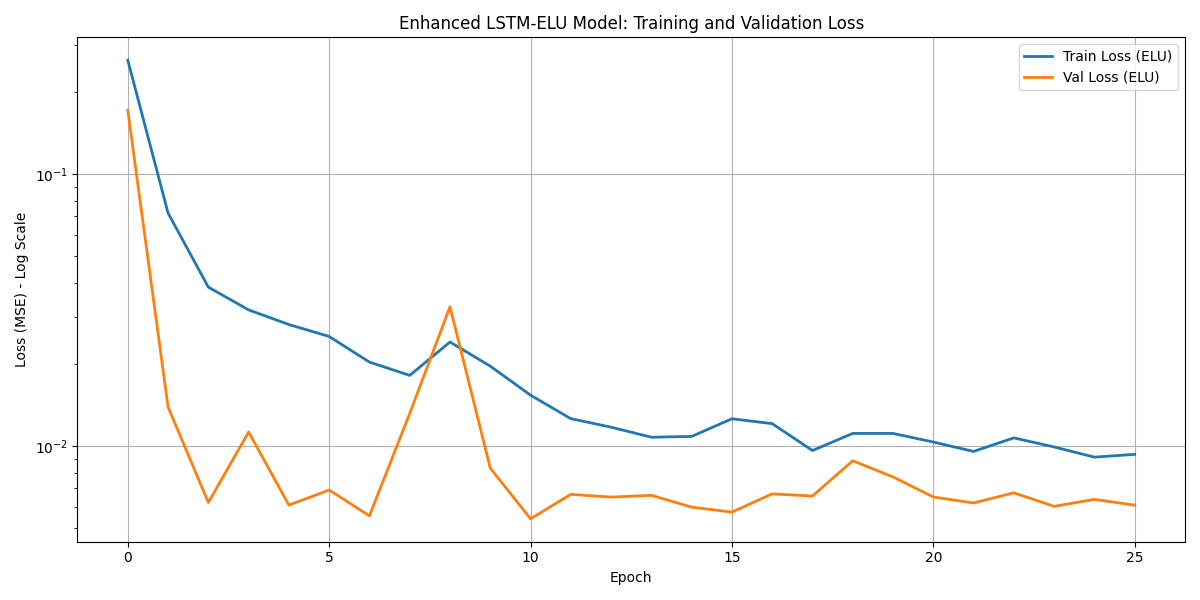 Enhanced LSTM-ELU Model: Training and Validation Loss
Train Loss (ELU)
Val Loss (ELU)
Loss (MSE) - Log Scale
10⁻¹
10⁻²
0 5 10 15 20 25
Epoch